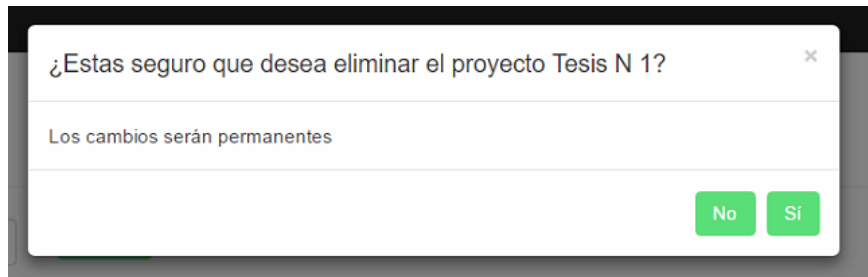 ¿Estas seguro que desea eliminar el proyecto Tesis N 1?
×
Los cambios serán permanentes
No Sí